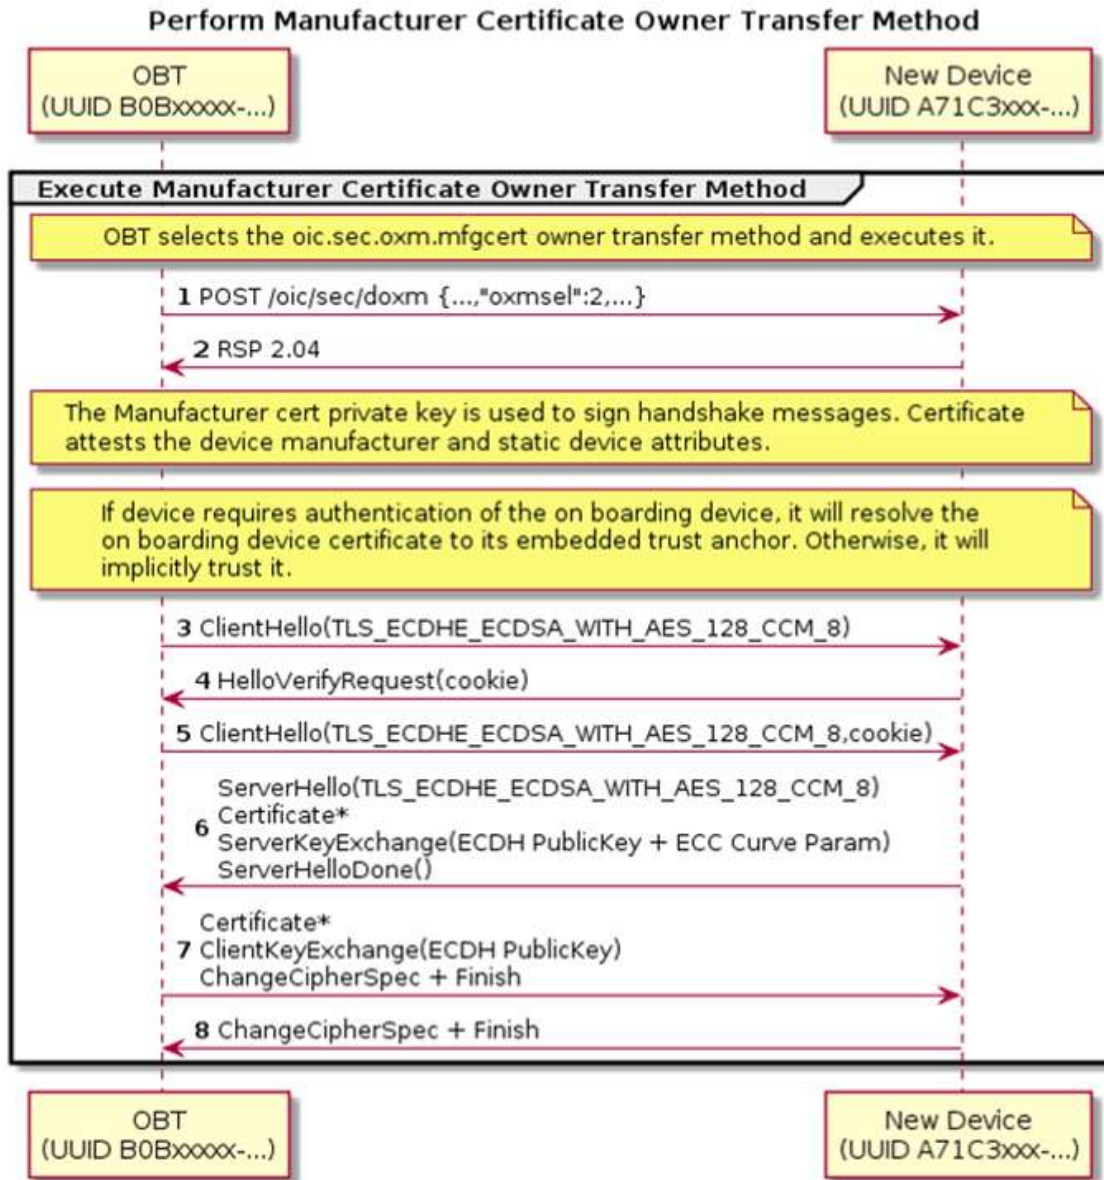 Perform Manufacturer Certificate Owner Transfer Method
OBT
(UUID B0Bxxxxx-...)
New Device
(UUID A71C3xxx-...)
Execute Manufacturer Certificate Owner Transfer Method
OBT selects the oic.sec.oxm.mfgcert owner transfer method and executes it.
1 POST /oic/sec/doxm {...,"oxmsel":2,...}
2 RSP 2.04
The Manufacturer cert private key is used to sign handshake messages. Certificate
attests the device manufacturer and static device attributes.
If device requires authentication of the on boarding device, it will resolve the
on boarding device certificate to its embedded trust anchor. Otherwise, it will
implicitly trust it.
3 ClientHello(TLS_ECDHE_ECDSA_WITH_AES_128_CCM_8)
4 HelloVerifyRequest(cookie)
5 ClientHello(TLS_ECDHE_ECDSA_WITH_AES_128_CCM_8,cookie)
ServerHello(TLS_ECDHE_ECDSA_WITH_AES_128_CCM_8)
6 Certificate*
ServerKeyExchange(ECDH PublicKey + ECC Curve Param)
ServerHelloDone()
Certificate*
7 ClientKeyExchange(ECDH PublicKey)
ChangeCipherSpec + Finish
8 ChangeCipherSpec + Finish
OBT
(UUID B0Bxxxxx-...)
New Device
(UUID A71C3xxx-...)